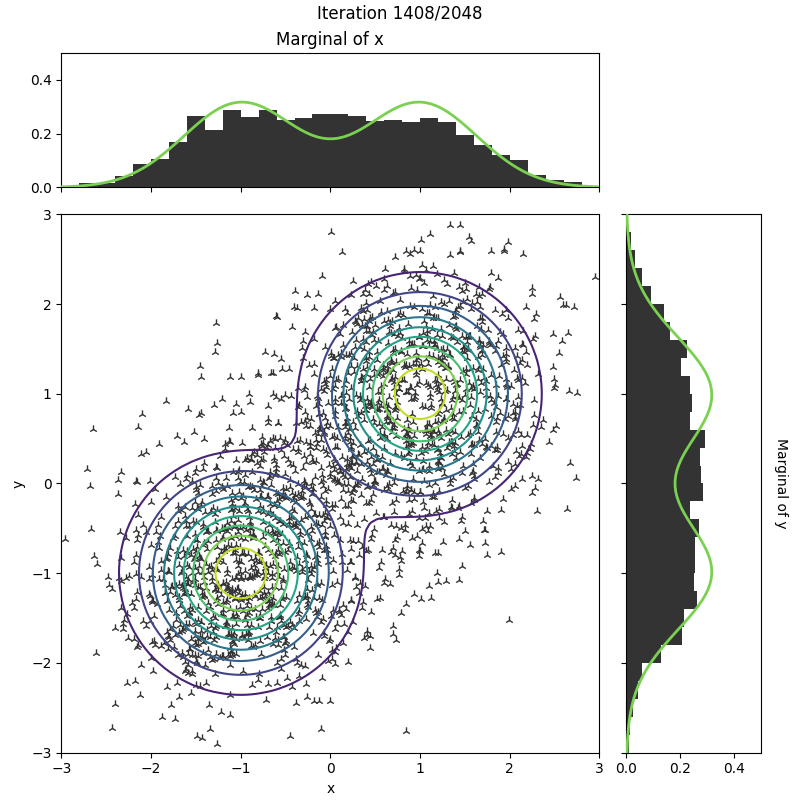 Iteration 1408/2048
Marginal of x
0.4
0.2
0.0
3
2
1
0
−1
−2
−3
y
−3 −2 −1 0 1 2 3
x
0.0 0.2 0.4
Marginal of y